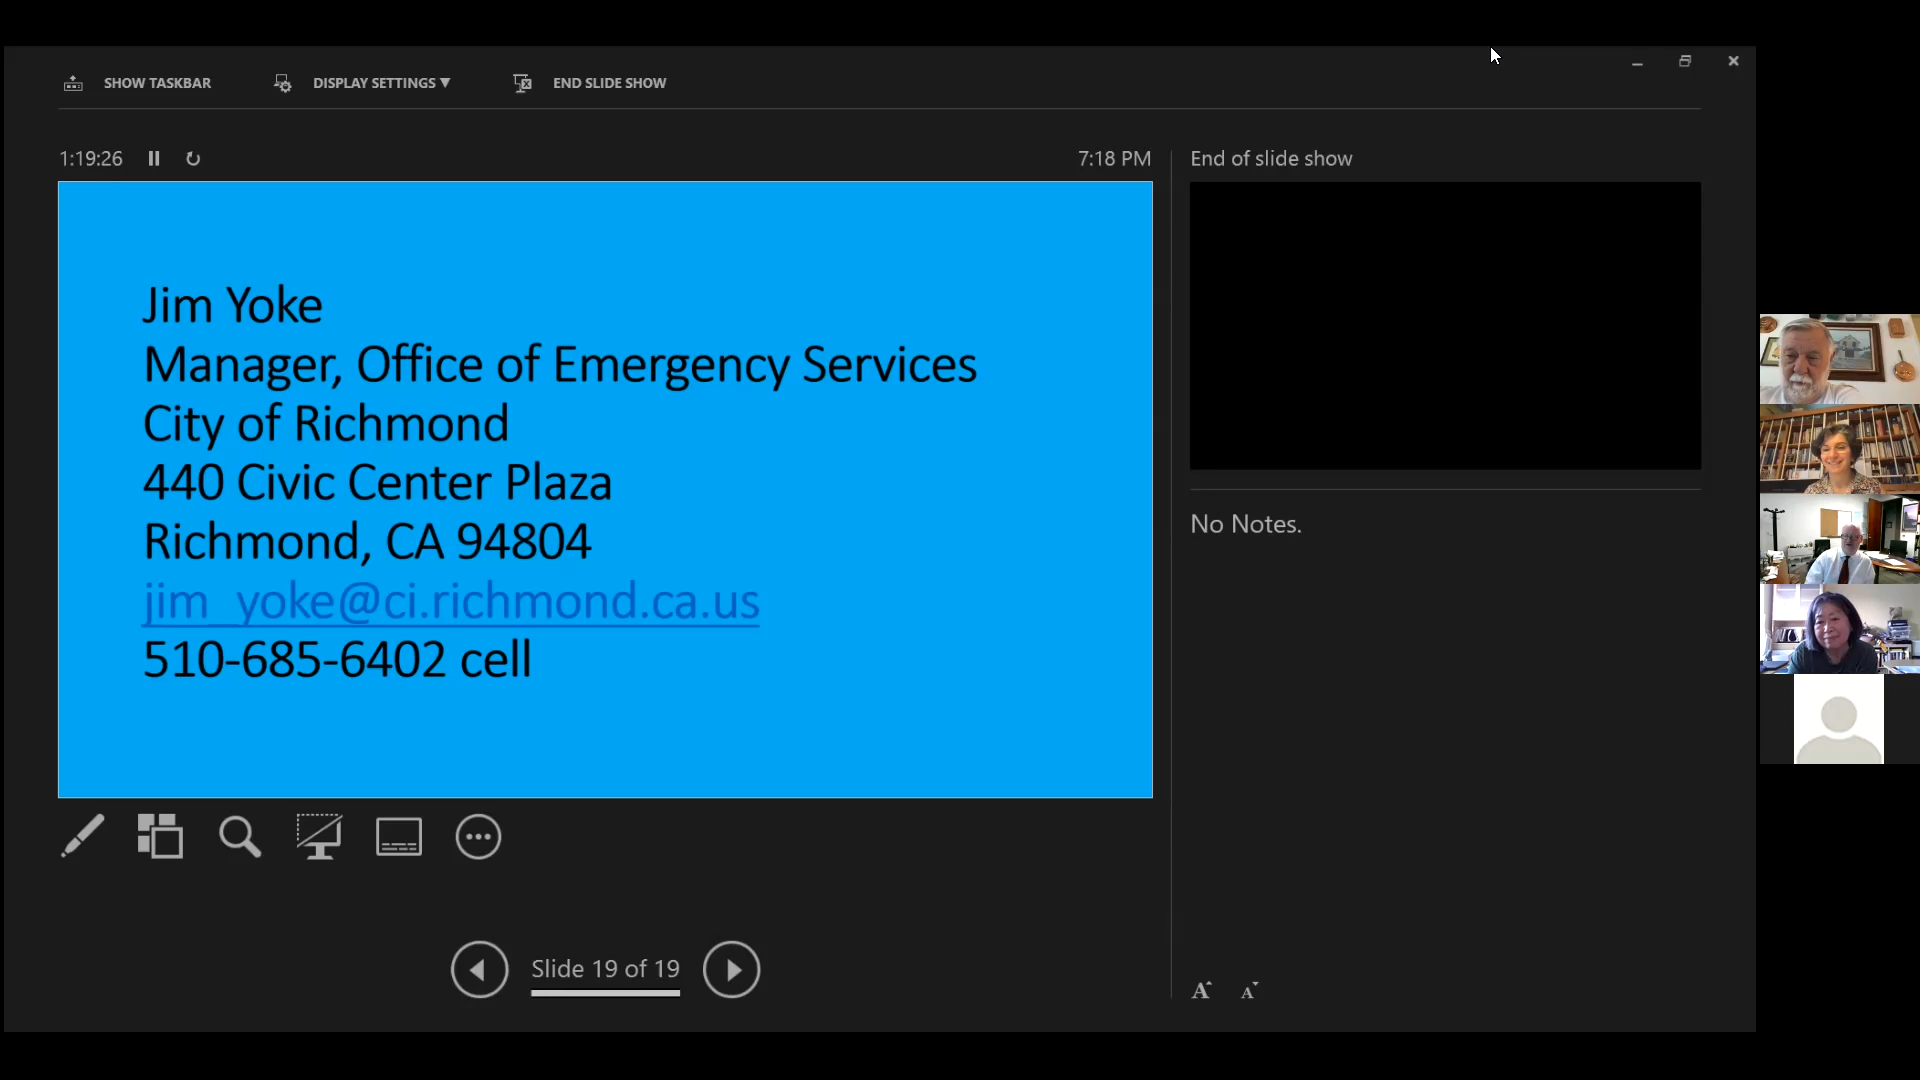 SHOW TASKBAR
DISPLAY SETTINGS ▼
END SLIDE SHOW
1:19:26
7:18 PM
End of slide show
Jim Yoke
Manager, Office of Emergency Services
City of Richmond
440 Civic Center Plaza
Richmond, CA 94804
jim_yoke@ci.richmond.ca.us
510-685-6402 cell
No Notes.
Slide 19 of 19
A A